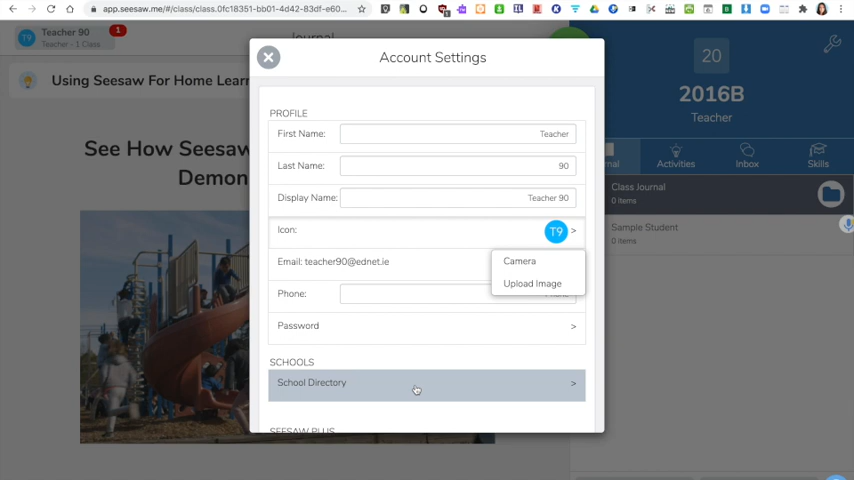 app.seesaw.me/#/class/class.0fc18351-bb01-4d42-83df-e60...
T9
Teacher 90
Teacher - 1 Class
1
Journal
Using Seesaw For Home Learn
See How Seesaw
Demon
Account Settings
PROFILE
First Name:
Teacher
Last Name:
90
Display Name:
Teacher 90
Icon:
T9
>
Email: teacher90@ednet.ie
Camera
Upload Image
Phone:
Password
>
SCHOOLS
School Directory
>
SEESAW PLUS
20
2016B
Teacher
nal
Activities
Inbox
Skills
Class Journal
0 Items
Sample Student
0 Items